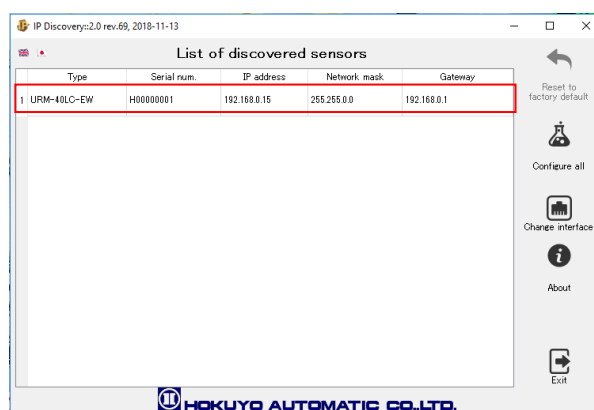 IP Discovery::2.0 rev.69, 2018-11-13
List of discovered sensors
Type Serial num. IP address Network mask Gateway
1 URM-40LC-EW H00000001 192.168.0.15 255.255.0.0 192.168.0.1
Reset to
factory default
Configure all
Change interface
About
Exit
HOKUYO AUTOMATIC CO.,LTD.